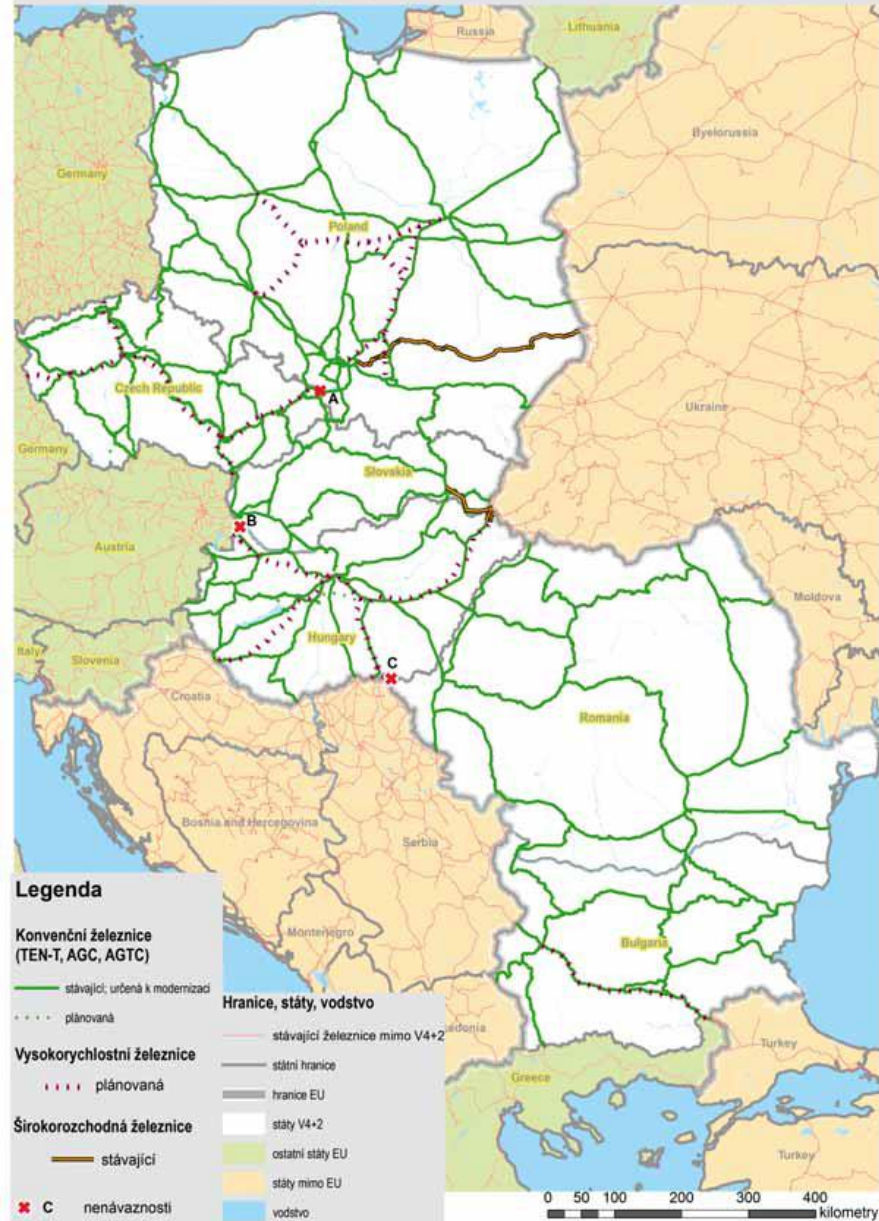 Russia
Lithuania
Byelorussia
Germany
Poland
Czech Republic
A
Ukraine
Germany
Slovskia
B
Austria
Moldova
Hungary
Italy
Slovenia
C
Croatia
Romania
Bosnia and Hercegovina
Serbia
Montenegro
Bulgaria
Turkey
Greece
Turkey
Legenda
Konvenční železnice
(TEN-T, AGC, AGTC)
stávající; určená k modernizaci
plánovaná
Vysokorychlostní železnice
plánovaná
Širokorozchodná železnice
stávající
C nenávaznosti
Hranice, státy, vodstvo
stávající železnice mimo V4+2
státní hranice
hranice EU
státy V4+2
ostatní státy EU
státy mimo EU
vodstvo
0 50 100 200 300 400
kilometry